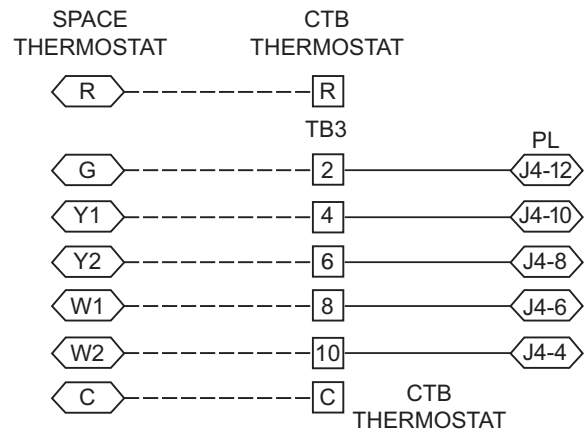 SPACE
THERMOSTAT
CTB
THERMOSTAT
R
R
TB3
PL
G
2
J4-12
Y1
4
J4-10
Y2
6
J4-8
W1
8
J4-6
W2
10
J4-4
C
C
CTB
THERMOSTAT